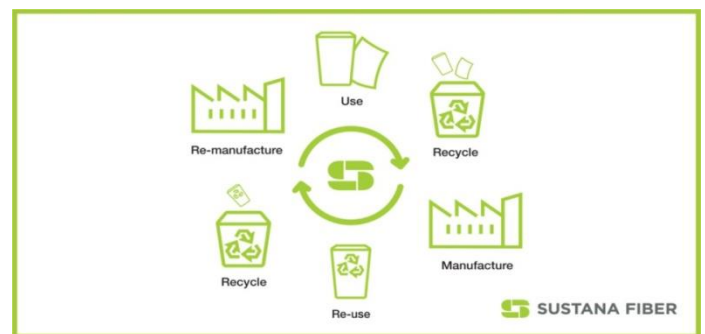 Use
Recycle
Manufacture
Re-use
Recycle
Re-manufacture
SUSTANA FIBER